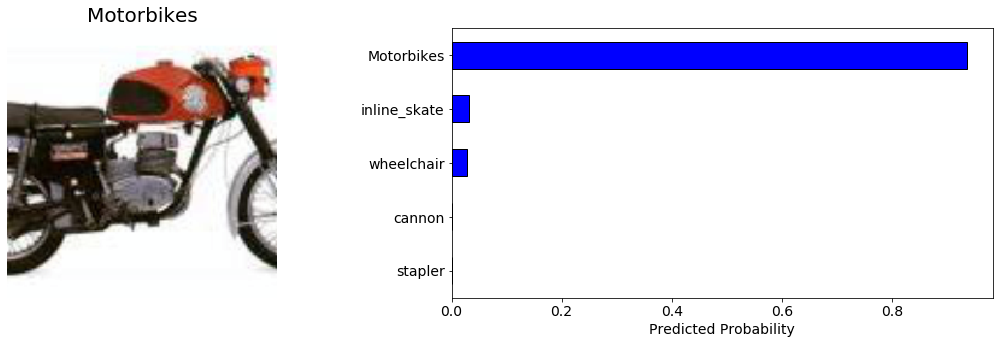 Motorbikes
Motorbikes
inline_skate
wheelchair
cannon
stapler
0.0 0.2 0.4 0.6 0.8
Predicted Probability